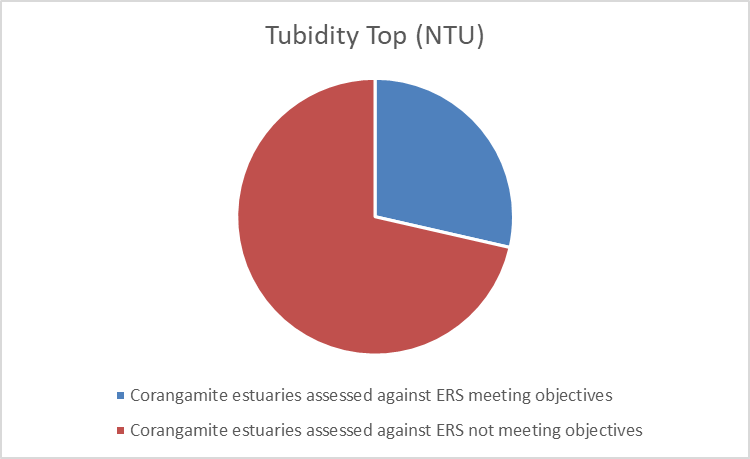 Tubidity Top (NTU)
Corangamite estuaries assessed against ERS meeting objectives
Corangamite estuaries assessed against ERS not meeting objectives